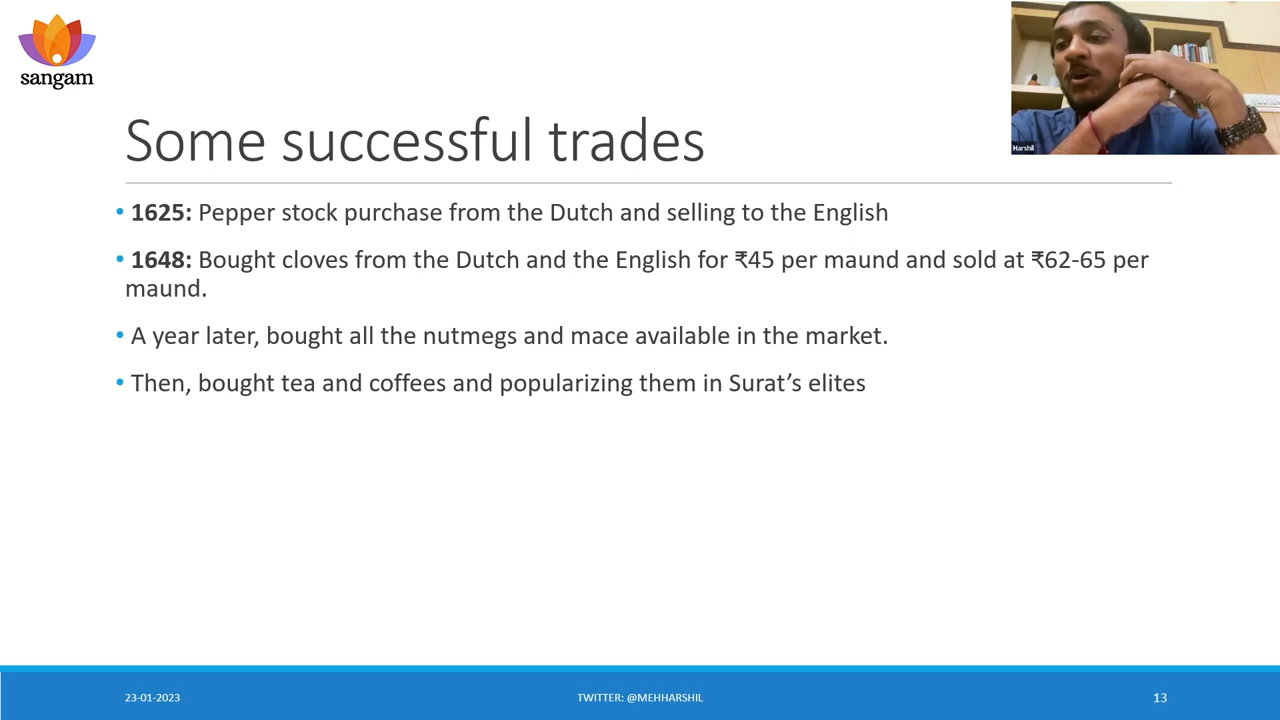 sangam
Harshil
Some successful trades
• 1625: Pepper stock purchase from the Dutch and selling to the English
• 1648: Bought cloves from the Dutch and the English for ₹45 per maund and sold at ₹62-65 per
maund.
• A year later, bought all the nutmegs and mace available in the market.
• Then, bought tea and coffees and popularizing them in Surat’s elites
23-01-2023
TWITTER: @MEHHARSHIL
13